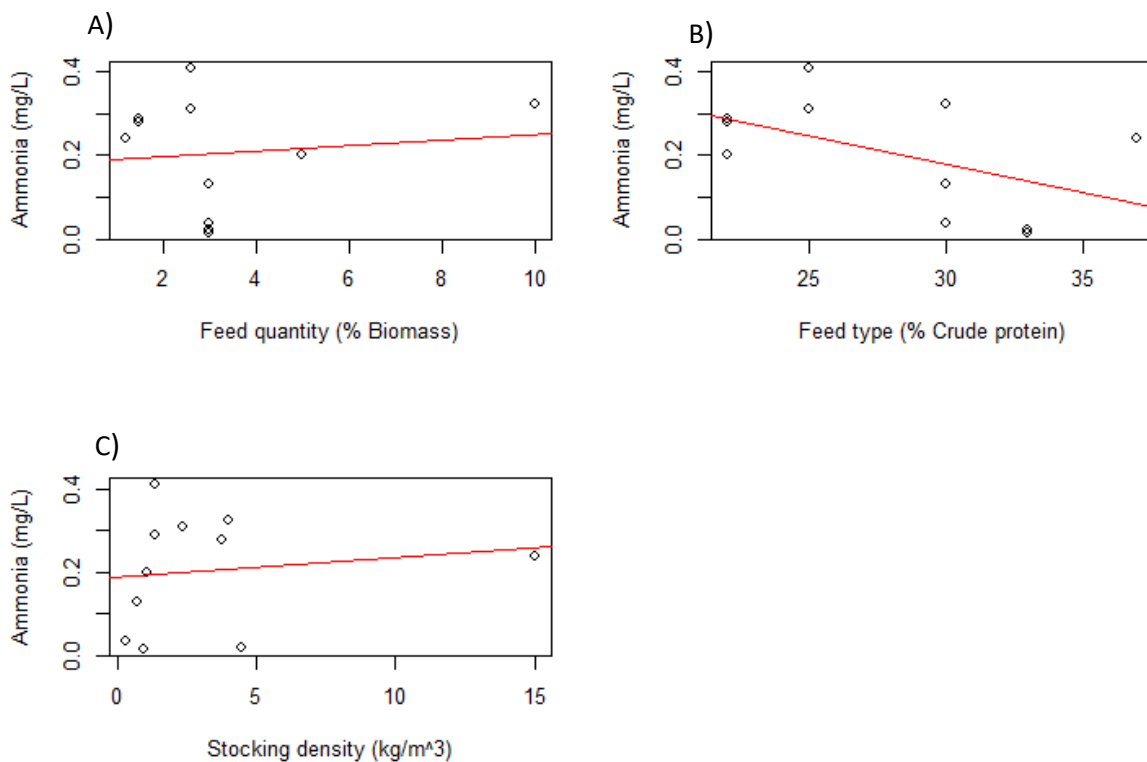 A)
Ammonia (mg/L)
0.4
0.2
0.0
2 4 6 8 10
Feed quantity (% Biomass)
B)
Ammonia (mg/L)
0.4
0.2
0.0
25 30 35
Feed type (% Crude protein)
C)
Ammonia (mg/L)
0.4
0.2
0.0
0 5 10 15
Stocking density (kg/m^3)